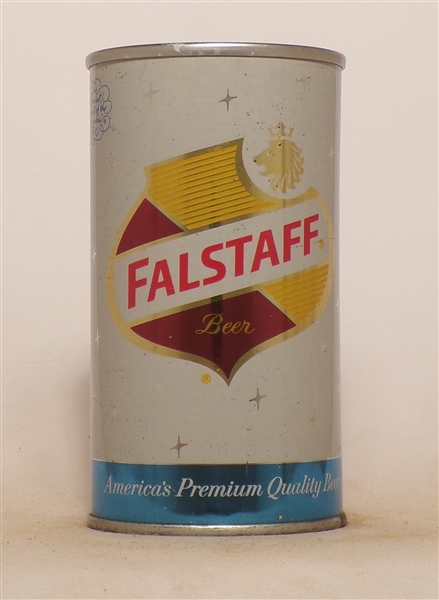 FALSTAFF®
Beer
®
America's Premium Quality Beer